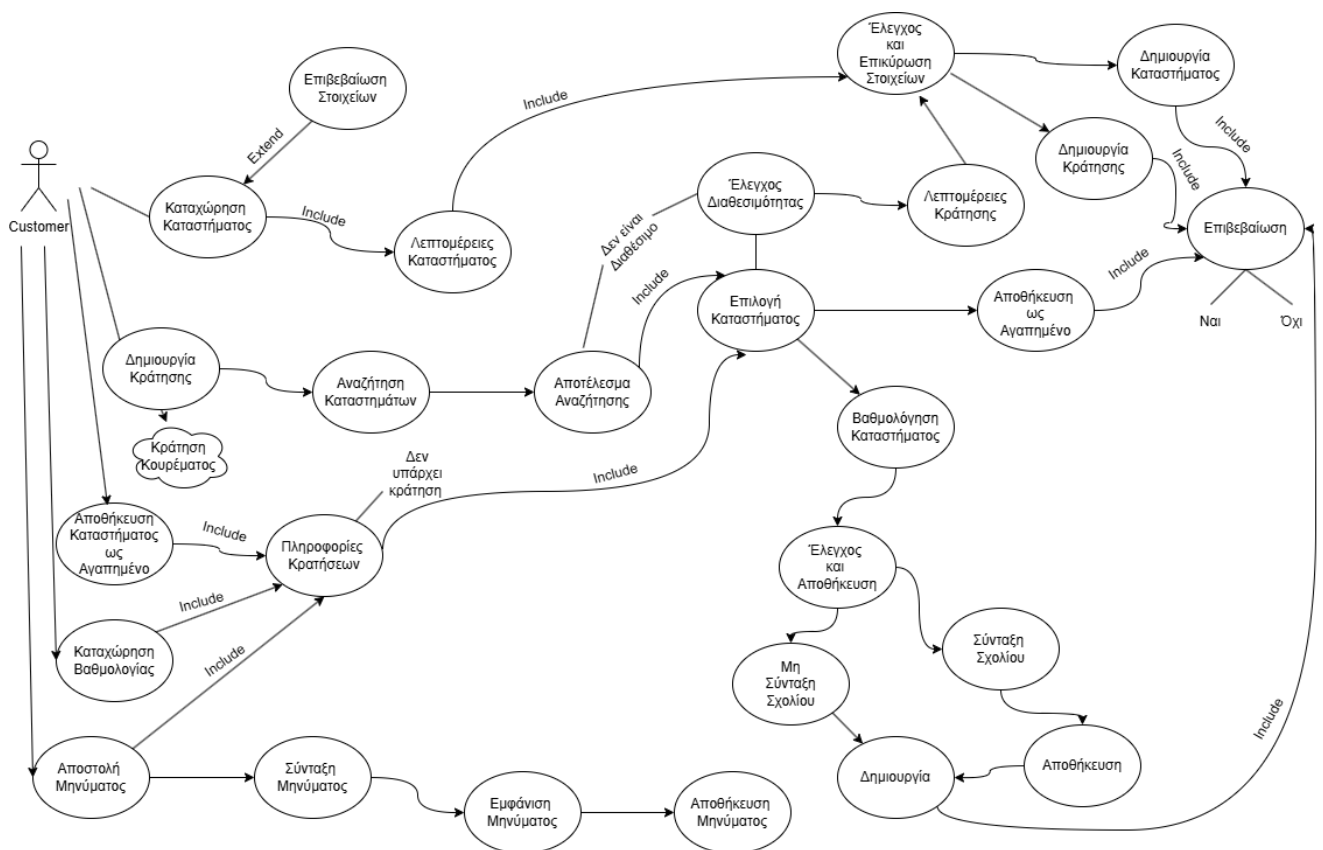 Έλεγχος
και
Επικύρωση
Στοιχείων
Δημιουργία
Καταστήματος
Επιβεβαίωση
Στοιχείων
Include
Include
Extend
Δημιουργία
Κράτησης
Include
Customer
Καταχώρηση
Καταστήματος
Include
Λεπτομέρειες
Καταστήματος
Έλεγχος
Διαθεσιμότητας
Λεπτομέρειες
Κράτησης
Επιβεβαίωση
Δεν είναι
Διαθέσιμο
Include
Επιλογή
Καταστήματος
Αποθήκευση
ως
Αγαπημένο
Include
Ναι
Όχι
Δημιουργία
Κράτησης
Αναζήτηση
Καταστημάτων
Αποτέλεσμα
Αναζήτησης
Βαθμολόγηση
Καταστήματος
Κράτηση
Κουρέματος
Δεν
υπάρχει
κράτηση
Include
Αποθήκευση
Καταστήματος
ως
Αγαπημένο
Include
Πληροφορίες
Κρατήσεων
Έλεγχος
και
Αποθήκευση
Include
Καταχώρηση
Βαθμολογίας
Include
Μη
Σύνταξη
Σχολίου
Σύνταξη
Σχολίου
Include
Αποστολή
Μηνύματος
Σύνταξη
Μηνύματος
Εμφάνιση
Μηνύματος
Αποθήκευση
Μηνύματος
Δημιουργία
Αποθήκευση